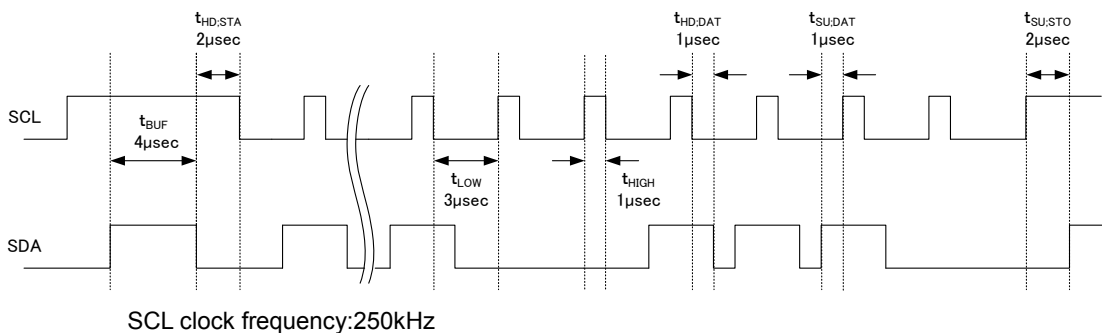 tHD;STA
2µsec
tHD;DAT
1µsec
tSU;DAT
1µsec
tSU;STO
2µsec
SCL
tBUF
4µsec
tLOW
3µsec
tHIGH
1µsec
SDA
SCL clock frequency:250kHz